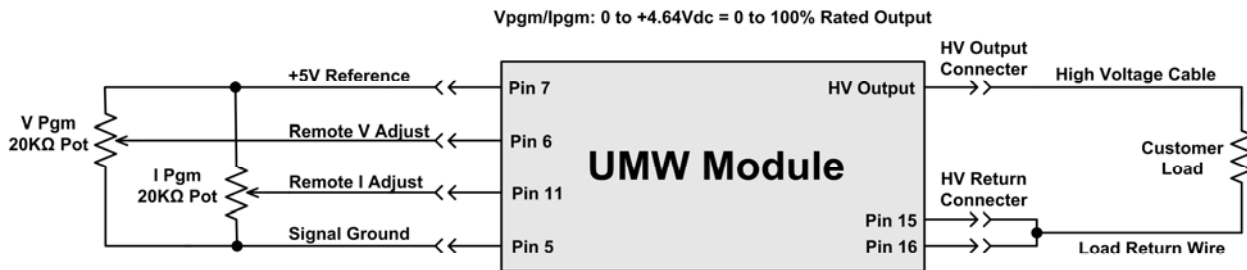 Vpgm/Ipgm: 0 to +4.64Vdc = 0 to 100% Rated Output
+5V Reference
Pin 7
V Pgm
20KΩ Pot
Remote V Adjust
Pin 6
I Pgm
20KΩ Pot
Remote I Adjust
Pin 11
Signal Ground
Pin 5
UMW Module
HV Output
HV Output
Connecter
High Voltage Cable
Customer
Load
HV Return
Connecter
Pin 15
Pin 16
Load Return Wire